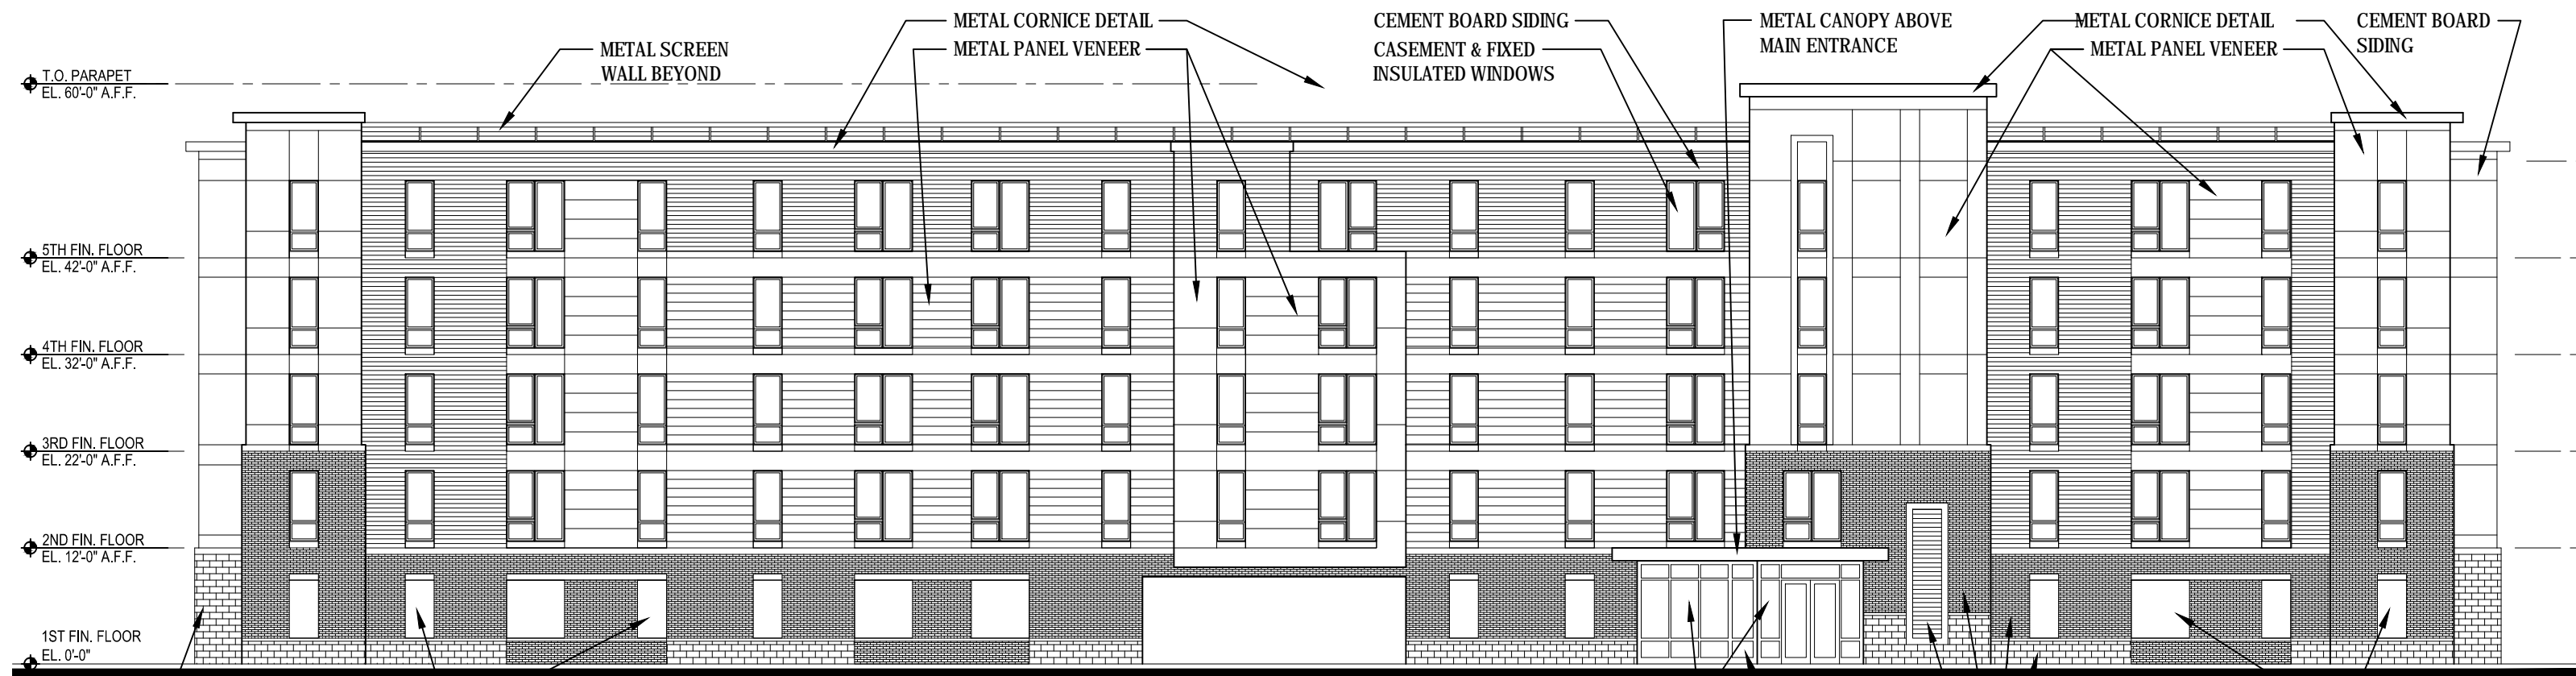 METAL CORNICE DETAIL
METAL PANEL VENEER
METAL SCREEN
WALL BEYOND
CEMENT BOARD SIDING
CASEMENT & FIXED
INSULATED WINDOWS
METAL CANOPY ABOVE
MAIN ENTRANCE
METAL CORNICE DETAIL
METAL PANEL VENEER
CEMENT BOARD
SIDING
T.O. PARAPET
EL. 60'-0" A.F.F.
5TH FIN. FLOOR
EL. 42'-0" A.F.F.
4TH FIN. FLOOR
EL. 32'-0" A.F.F.
3RD FIN. FLOOR
EL. 22'-0" A.F.F.
2ND FIN. FLOOR
EL. 12'-0" A.F.F.
1ST FIN. FLOOR
EL. 0'-0"